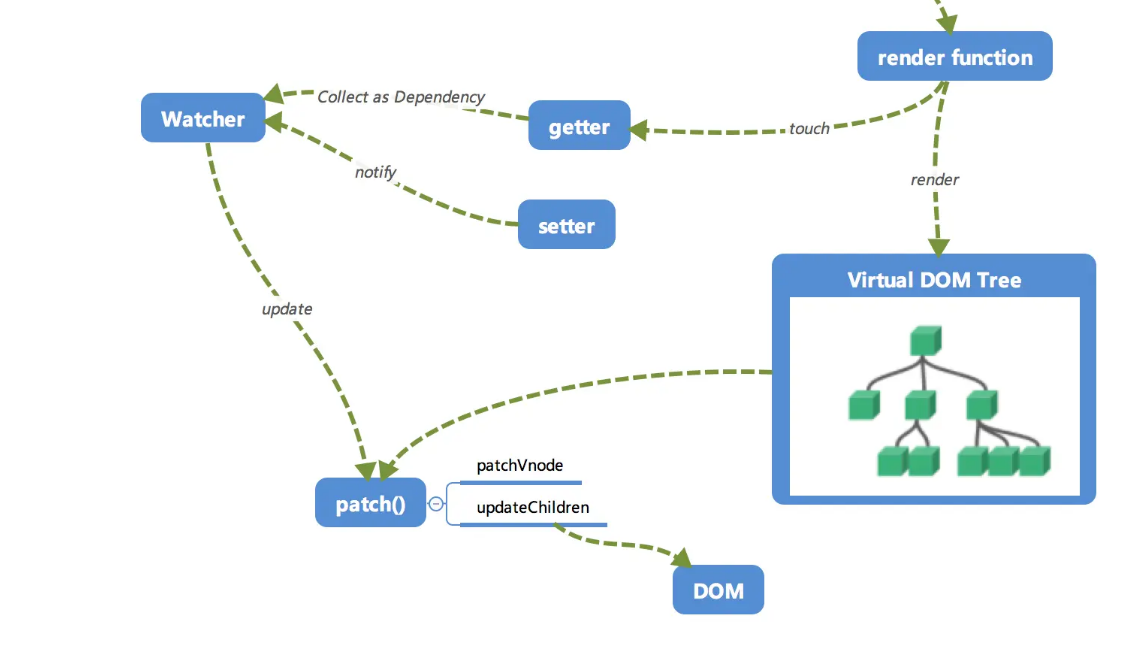 render function
Collect as Dependency
Watcher
getter
touch
notify
render
setter
Virtual DOM Tree
update
patchVnode
patch()
updateChildren
DOM